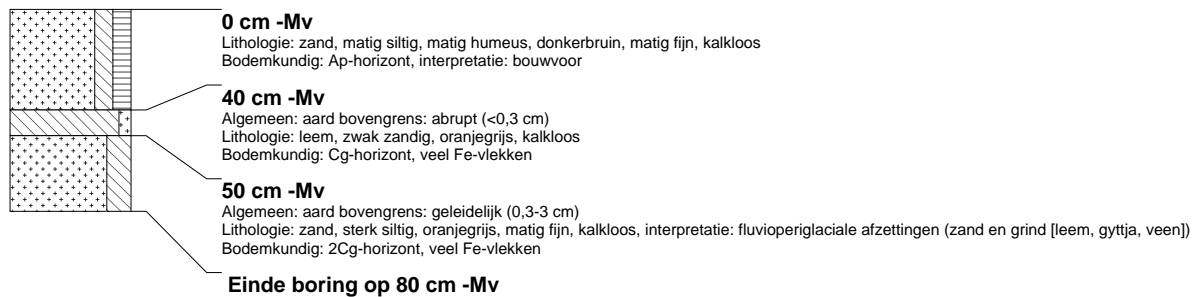 0 cm -Mv
Lithologie: zand, matig siltig, matig humeus, donkerbruin, matig fijn, kalkloos
Bodemkundig: Ap-horizont, interpretatie: bouwvoor
40 cm -Mv
Algemeen: aard bovengrens: abrupt (<0,3 cm)
Lithologie: leem, zwak zandig, oranjegrijs, kalkloos
Bodemkundig: Cg-horizont, veel Fe-vlekken
50 cm -Mv
Algemeen: aard bovengrens: geleidelijk (0,3-3 cm)
Lithologie: zand, sterk siltig, oranjegrijs, matig fijn, kalkloos, interpretatie: fluvioperiglaciale afzettingen (zand en grind [leem, gyttja, veen])
Bodemkundig: 2Cg-horizont, veel Fe-vlekken
Einde boring op 80 cm -Mv